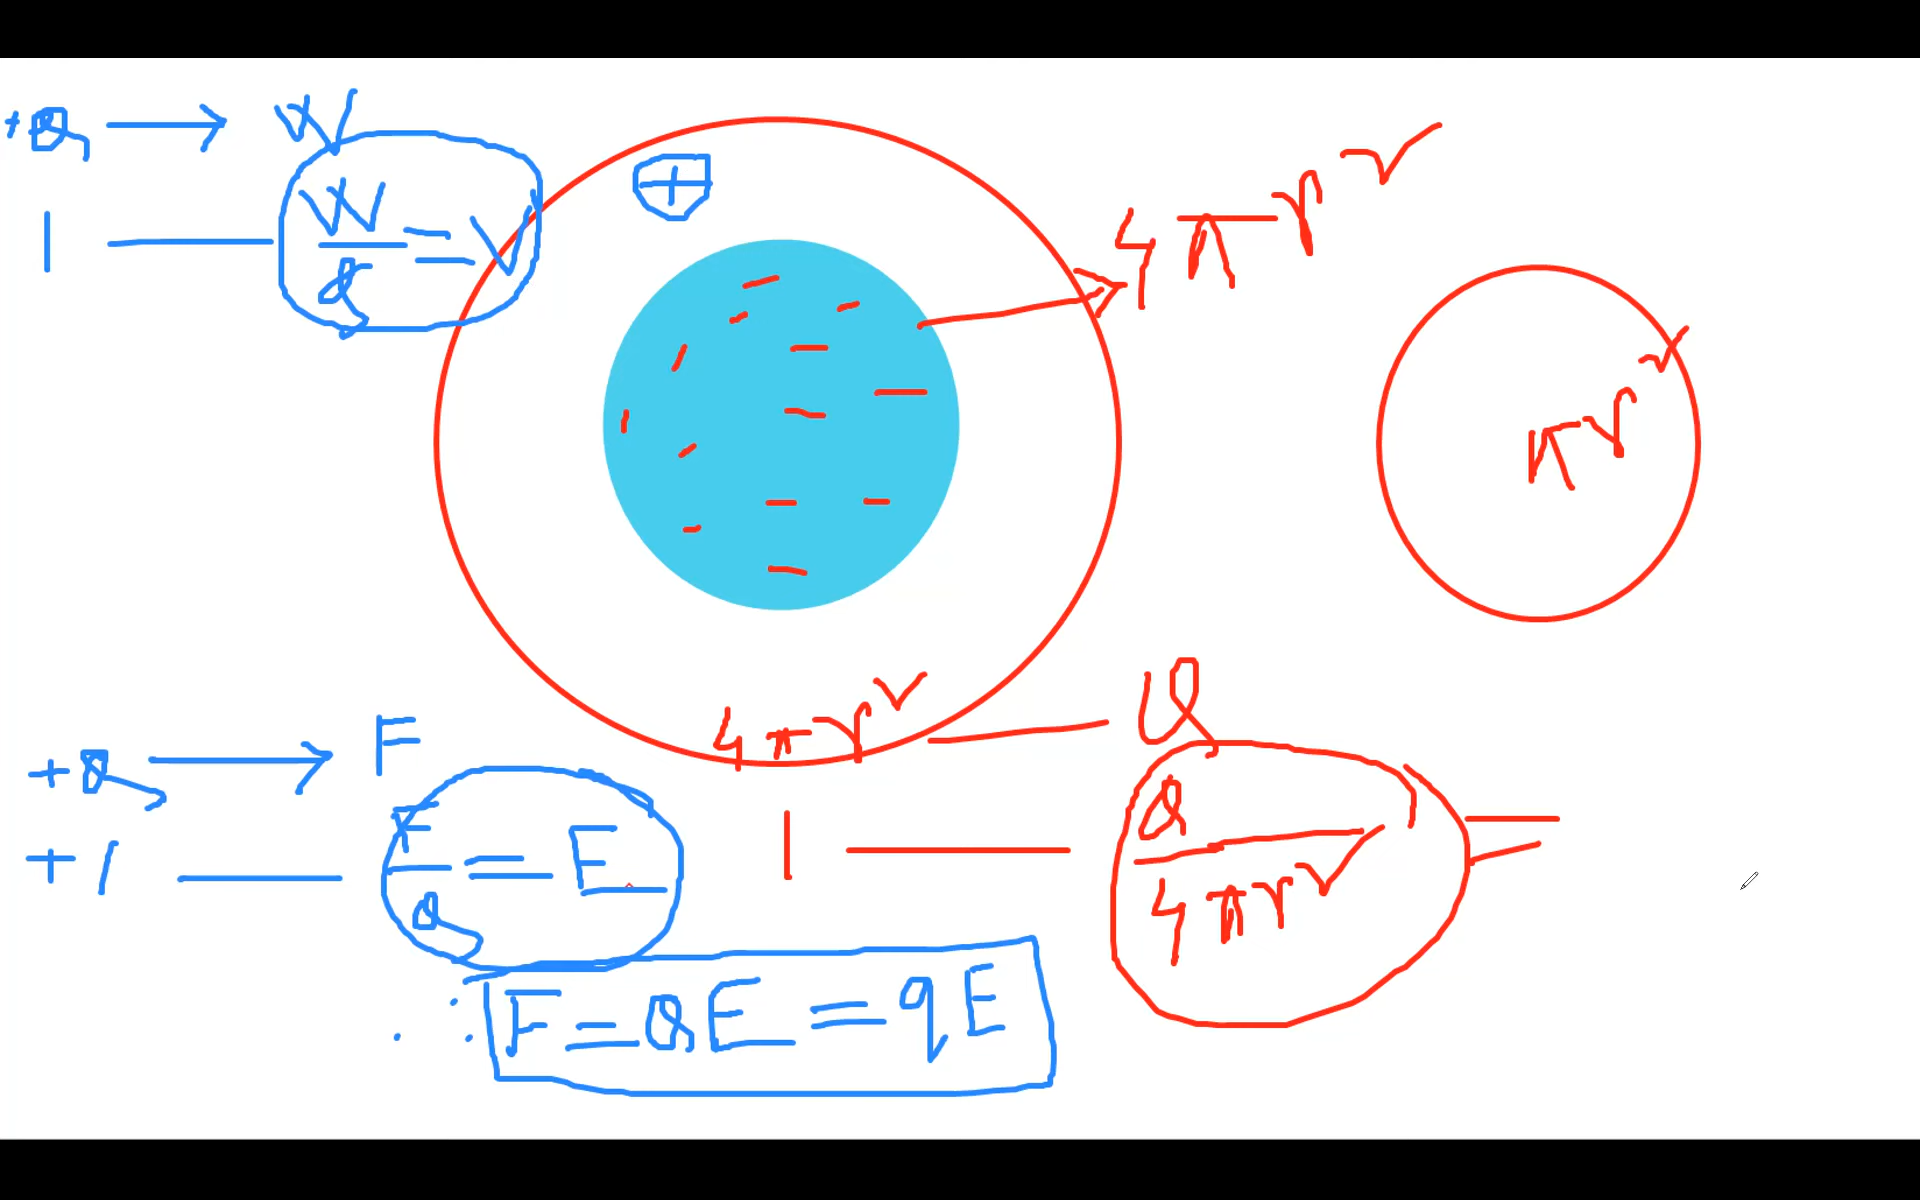 +Q → W
1 — W/Q = V
+
4πr²
πr²
+Q → F
+1 — F/Q = E
4πr² — Q
1 — Q/4πr² =
∴ F = QE = qE